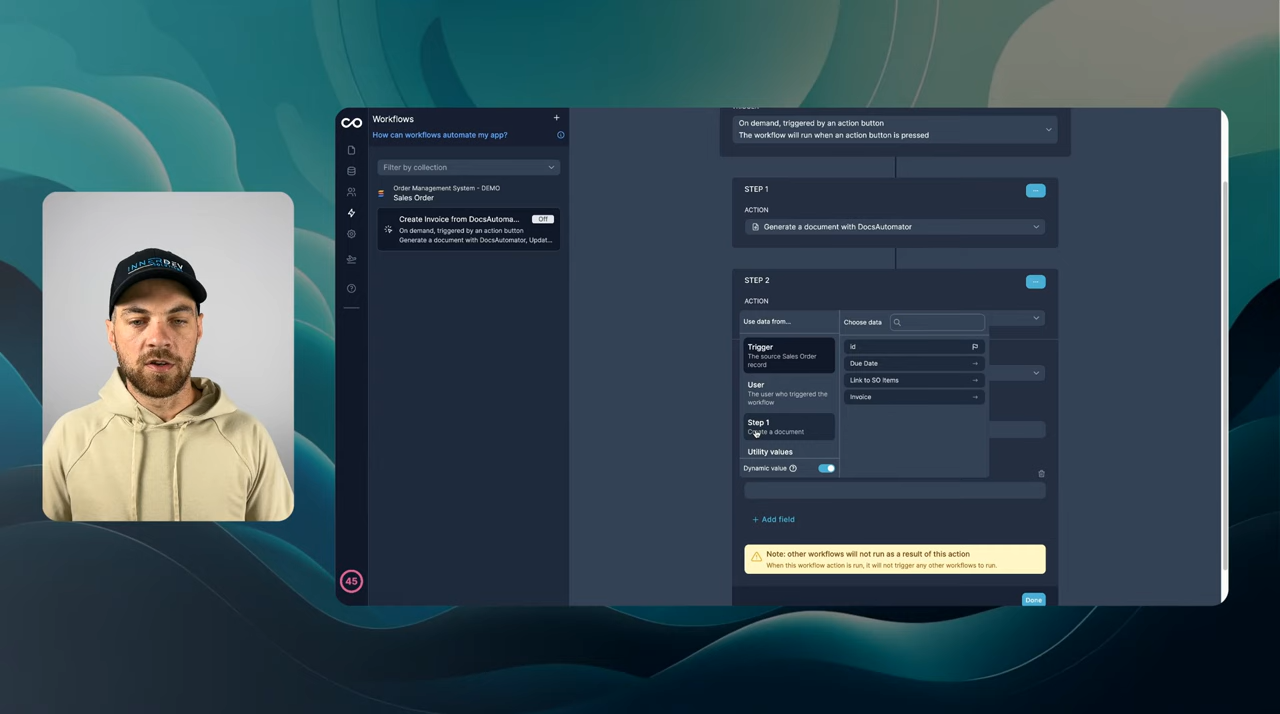 Workflows
+
How can workflows automate my app?
Filter by collection
Order Management System - DEMO
Sales Order
Create Invoice from DocsAutoma...
Off
On demand, triggered by an action button
Generate a document with DocsAutomator, Updat...
45
On demand, triggered by an action button
The workflow will run when an action button is pressed
STEP 1
ACTION
Generate a document with DocsAutomator
STEP 2
ACTION
Use data from...
Trigger
The source Sales Order
record
User
The user who triggered the
workflow
Step 1
Create a document
Utility values
Dynamic value
Choose data
id
Due Date
Link to SO Items
Invoice
+ Add field
Note: other workflows will not run as a result of this action
When this workflow action is run, it will not trigger any other workflows to run.
Done
INNERDEV